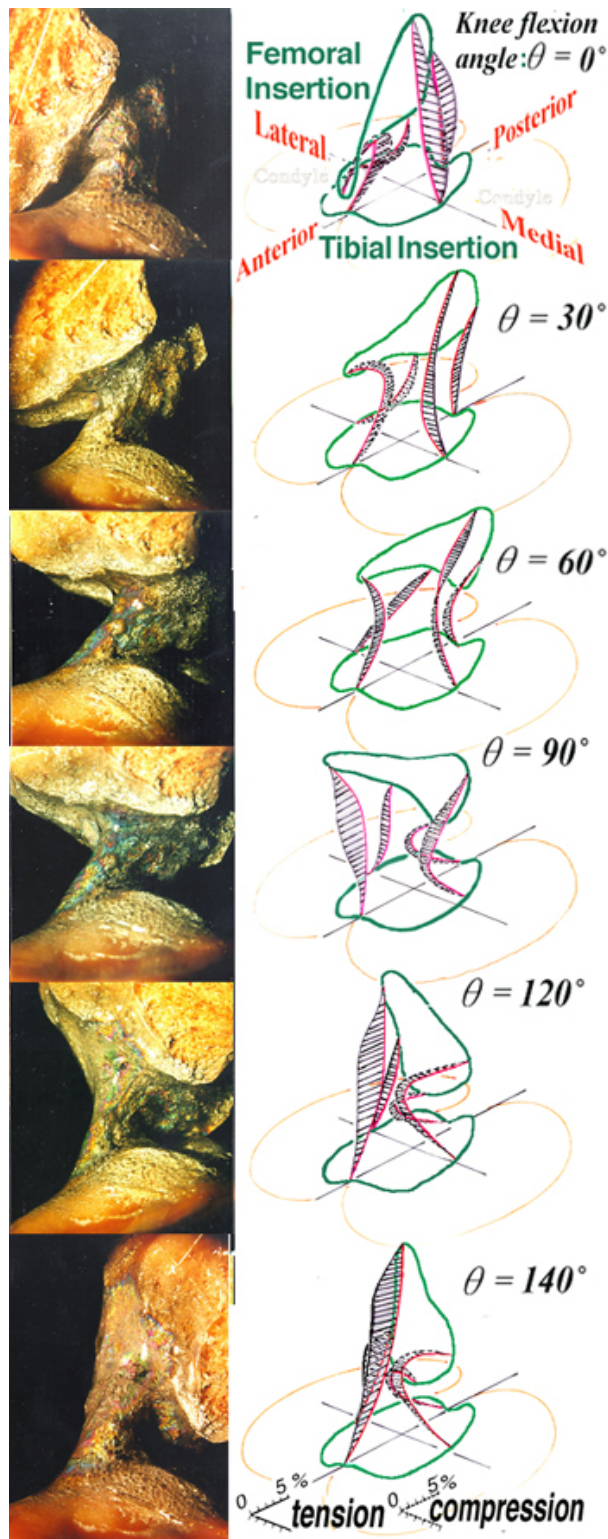 Knee flexion
angle:θ = 0°
Femoral
Insertion
Lateral
Posterior
Condyle
Condyle
Anterior
Medial
Tibial Insertion
θ = 30°
θ = 60°
θ = 90°
θ = 120°
θ = 140°
0 5% tension
0 5% compression